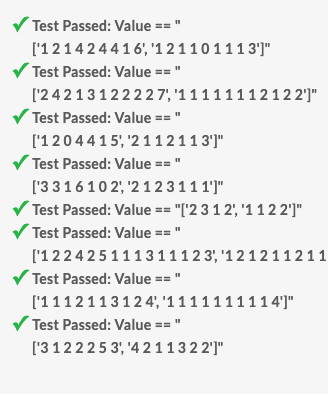 Test Passed: Value == "
['1 2 1 4 2 4 4 1 6', '1 2 1 1 0 1 1 1 3']"
Test Passed: Value == "
['2 4 2 1 3 1 2 2 2 2 7', '1 1 1 1 1 1 1 2 1 2 2']"
Test Passed: Value == "
['1 2 0 4 4 1 5', '2 1 1 2 1 1 3']"
Test Passed: Value == "
['3 3 1 6 1 0 2', '2 1 2 3 1 1 1']"
Test Passed: Value == "['2 3 1 2', '1 1 2 2']"
Test Passed: Value == "
['1 2 2 4 2 5 1 1 1 3 1 1 1 2 3', '1 2 1 2 1 1 2 1 1
Test Passed: Value == "
['1 1 1 2 1 1 3 1 2 4', '1 1 1 1 1 1 1 1 1 4']"
Test Passed: Value == "
['3 1 2 2 2 5 3', '4 2 1 1 3 2 2']"